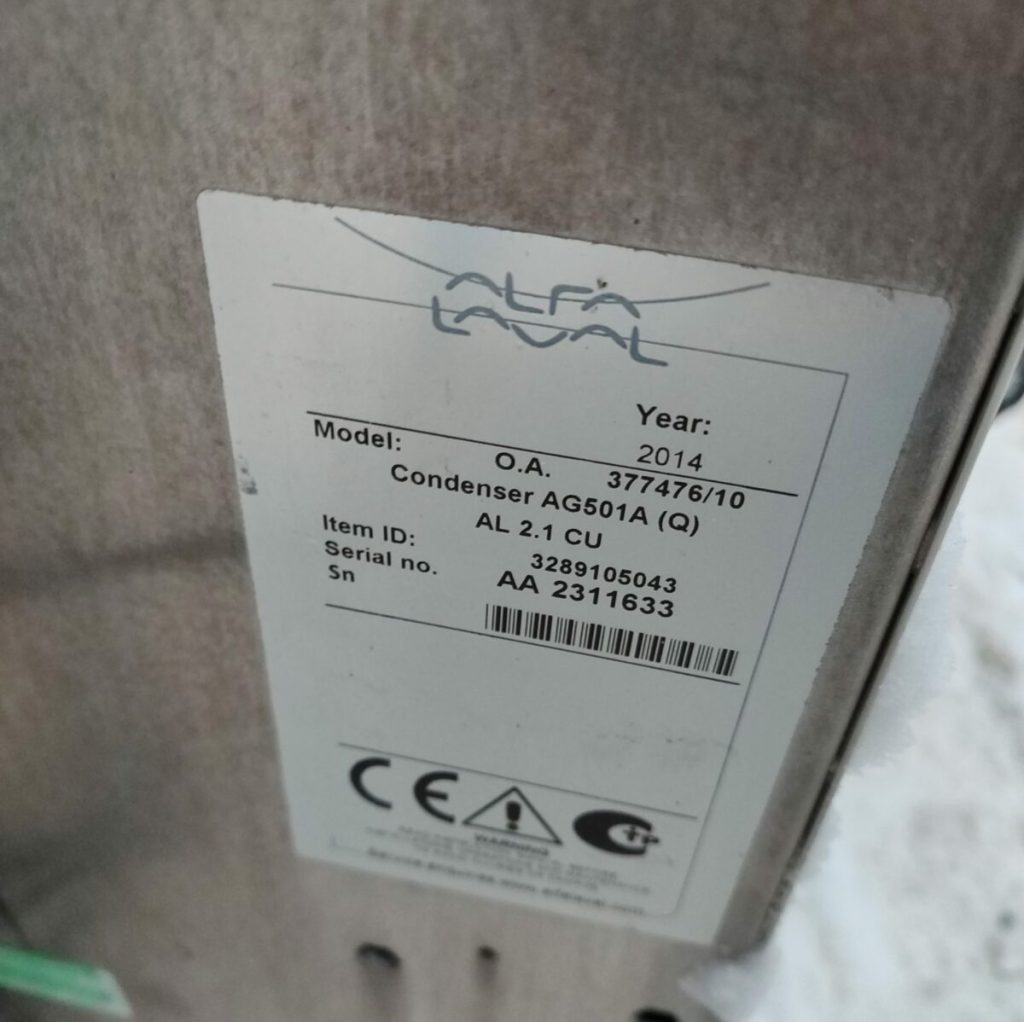 ALFA
LAVAL
Year:
2014
Model: O.A. 377476/10
Condenser AG501A (Q)
AL 2.1 CU
Item ID: 3289105043
Serial no. AA 2311633
Sn
CE
WARNING